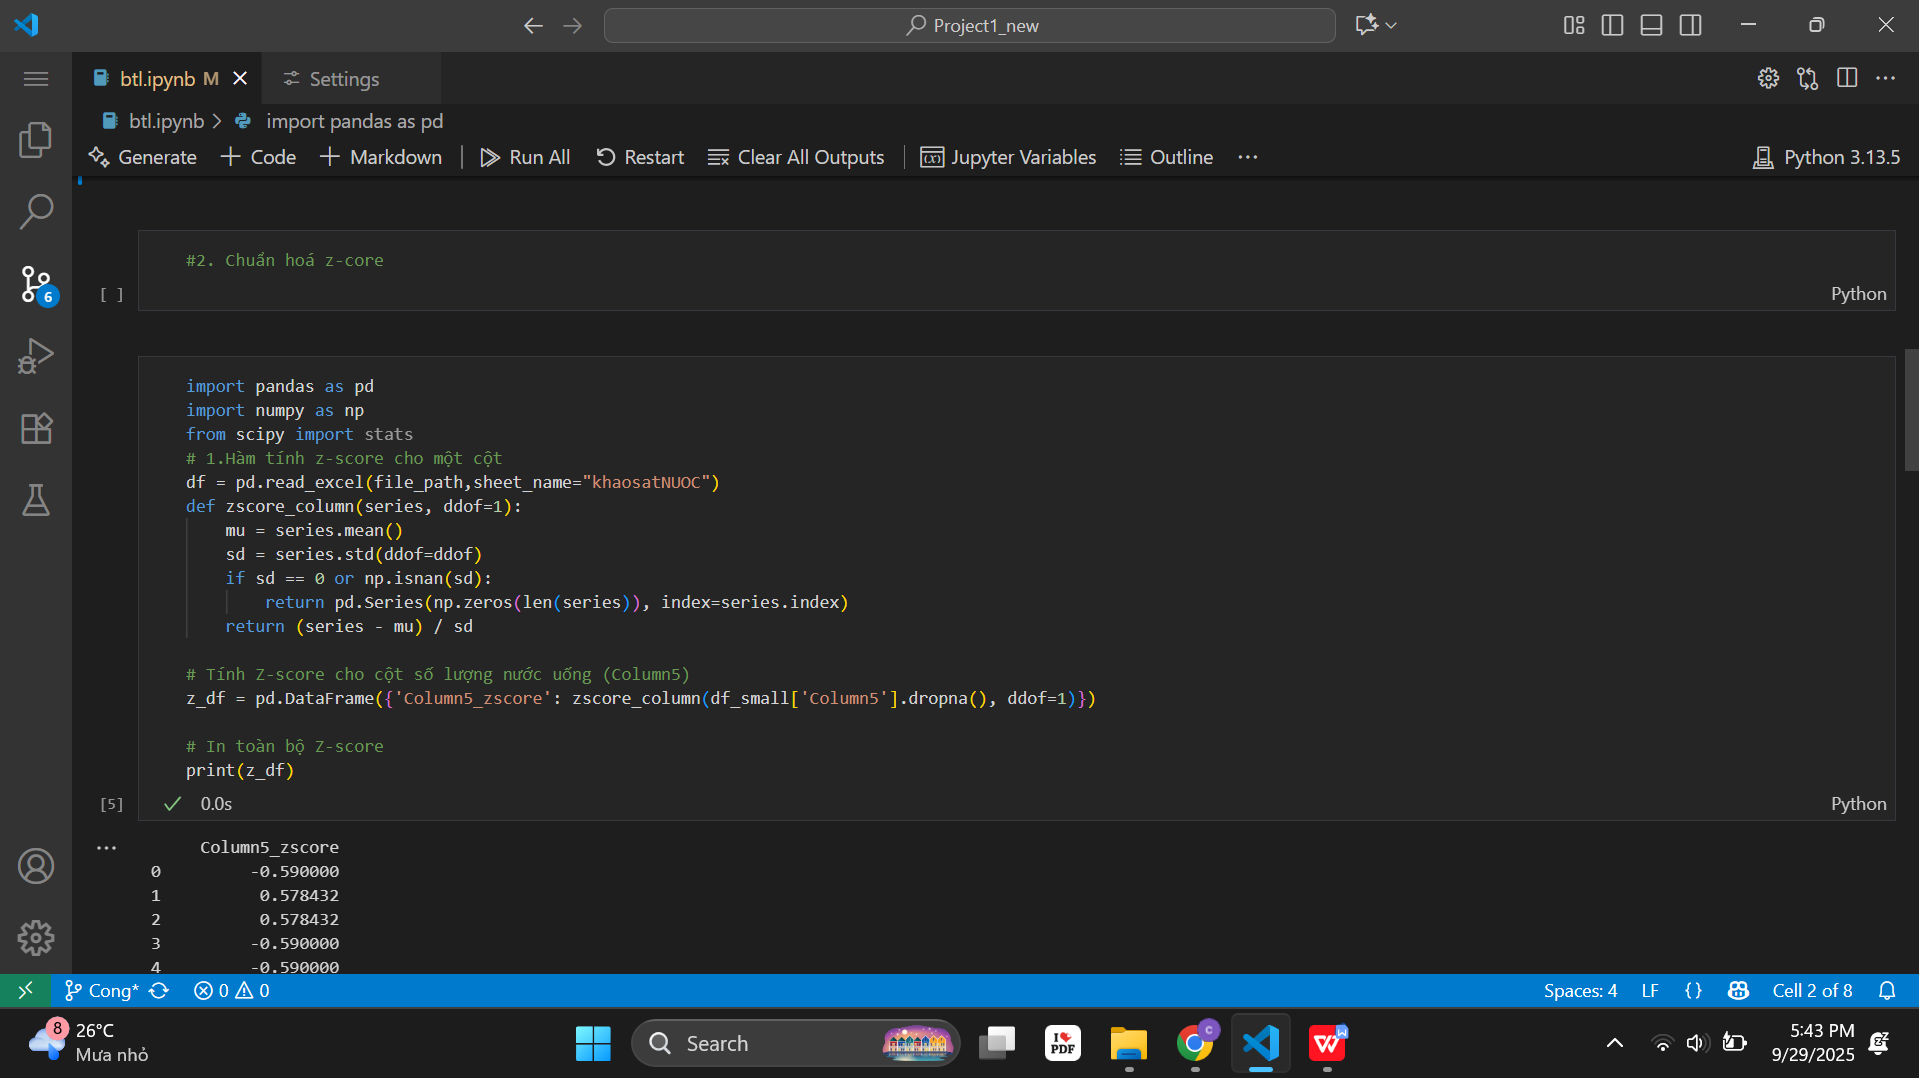 Project1_new
btl.ipynb M
Settings
btl.ipynb > import pandas as pd
Generate + Code + Markdown | Run All Restart Clear All Outputs | Jupyter Variables Outline ...
Python 3.13.5
#2. Chuẩn hoá z-core
[ ]
Python
import pandas as pd
import numpy as np
from scipy import stats
# 1.Hàm tính z-score cho một cột
df = pd.read_excel(file_path,sheet_name="khaosatNUOC")
def zscore_column(series, ddof=1):
    mu = series.mean()
    sd = series.std(ddof=ddof)
    if sd == 0 or np.isnan(sd):
        return pd.Series(np.zeros(len(series)), index=series.index)
    return (series - mu) / sd
# Tính Z-score cho cột số lượng nước uống (Column5)
z_df = pd.DataFrame({'Column5_zscore': zscore_column(df_small['Column5'].dropna(), ddof=1)})
# In toàn bộ Z-score
print(z_df)
[5]
0.0s
Python
...
Column5_zscore
0 -0.590000
1 0.578432
2 0.578432
3 -0.590000
4 -0.590000
6
Cong* 0 0
Spaces: 4 LF {} Cell 2 of 8
8
26°C
Mưa nhỏ
Search
I PDF
C
W
5:43 PM
9/29/2025